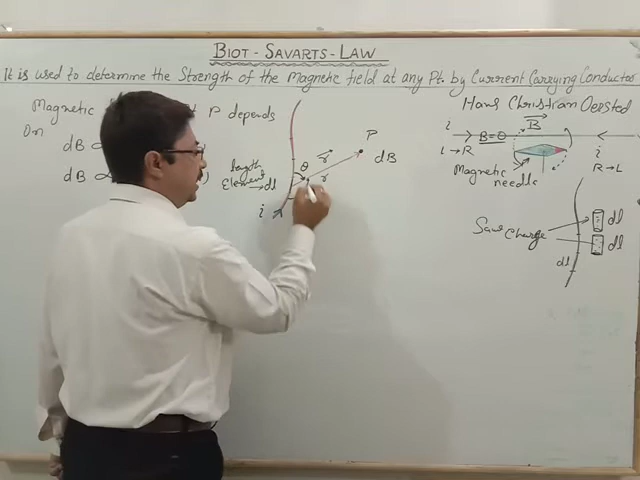 BIOT-SAVARTS-LAW
It is used to determine the Strength of the Magnetic field at any Pt. by Current Carrying Conductor
Magnetic P depends
On
dB ∝
dB ∝ )
length
Element → dl
i
θ
r
r
P
dB
Hans Christian Oersted
i
B=0
B
L → R
i
R → L
Magnetic
needle
Same Charge
dl
dl
dl